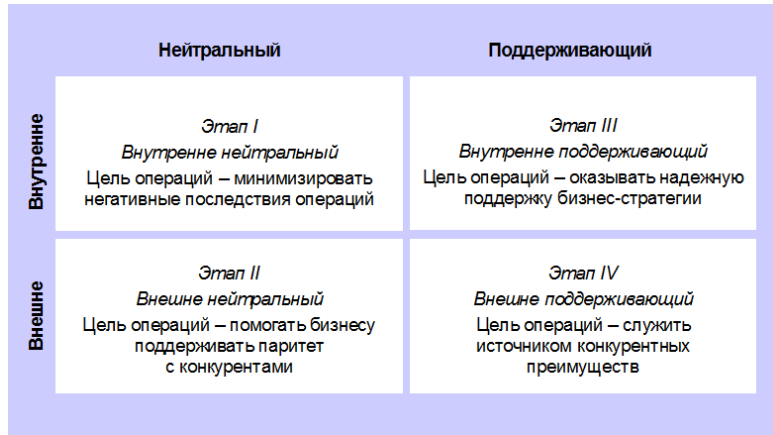 Нейтральный
Поддерживающий
Внутренне
Этап I
Внутренне нейтральный
Цель операций – минимизировать
негативные последствия операций
Этап III
Внутренне поддерживающий
Цель операций – оказывать надежную
поддержку бизнес-стратегии
Внешне
Этап II
Внешне нейтральный
Цель операций – помогать бизнесу
поддерживать паритет
с конкурентами
Этап IV
Внешне поддерживающий
Цель операций – служить
источником конкурентных
преимуществ